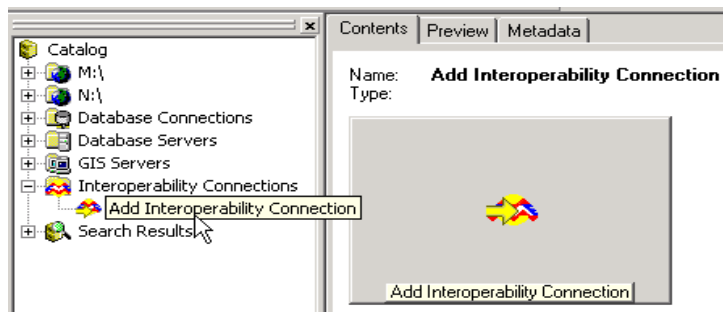 Catalog
M:\
N:\
Database Connections
Database Servers
GIS Servers
Interoperability Connections
Add Interoperability Connection
Search Results
Contents Preview Metadata
Name: Add Interoperability Connection
Type:
Add Interoperability Connection